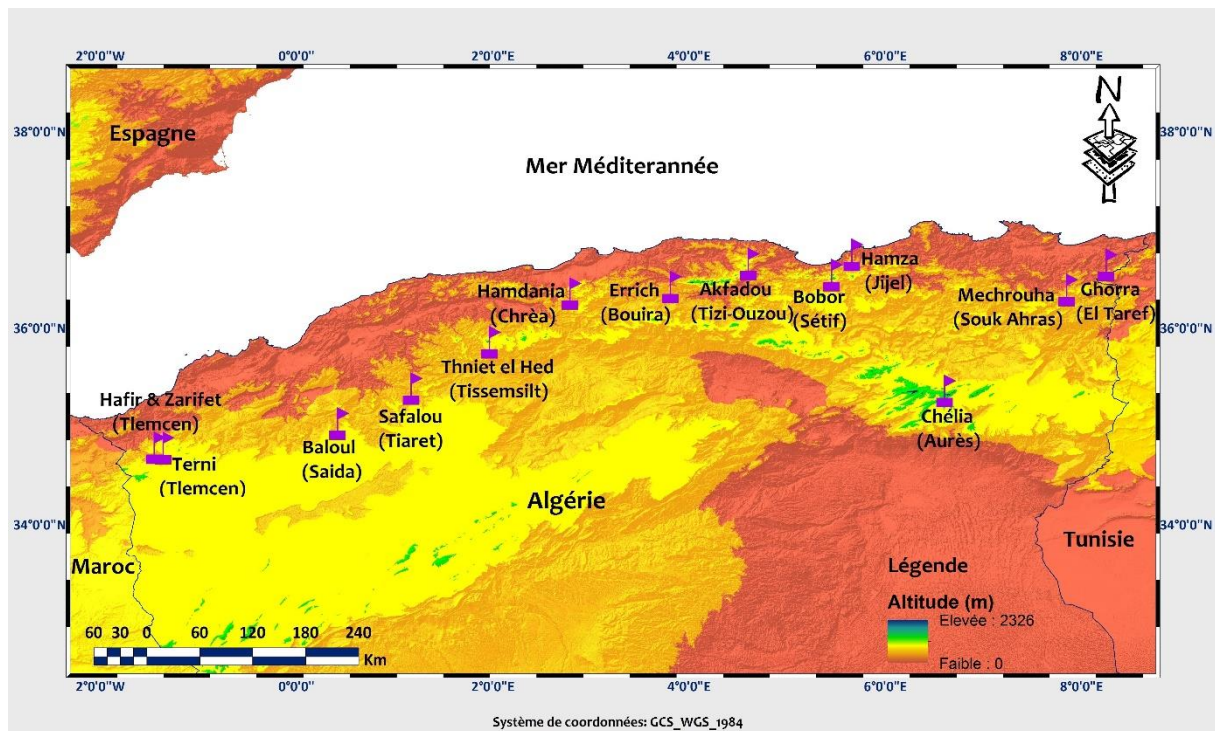 2°0'0"W 0°0'0" 2°0'0"E 4°0'0"E 6°0'0"E 8°0'0"E
N
38°0'0"N 38°0'0"N
Espagne
Mer Méditerannée
Hamza
(Jijel)
Hamdania
(Chrèa)
Errich
(Bouira)
Akfadou
(Tizi-Ouzou)
Bobor
(Sétif)
Mechrouha
(Souk Ahras)
Ghorra
(El Taref)
36°0'0"N 36°0'0"N
Thniet el Hed
(Tissemsilt)
Hafir & Zarifet
(Tlemcen)
Safalou
(Tiaret)
Chélia
(Aurès)
Baloul
(Saida)
Terni
(Tlemcen)
Algérie
34°0'0"N 34°0'0"N
Maroc
Tunisie
Légende
Altitude (m)
Elevée : 2326
Faible : 0
60 30 0 60 120 180 240
Km
2°0'0"W 0°0'0" 2°0'0"E 4°0'0"E 6°0'0"E 8°0'0"E
Système de coordonnées: GCS_WGS_1984